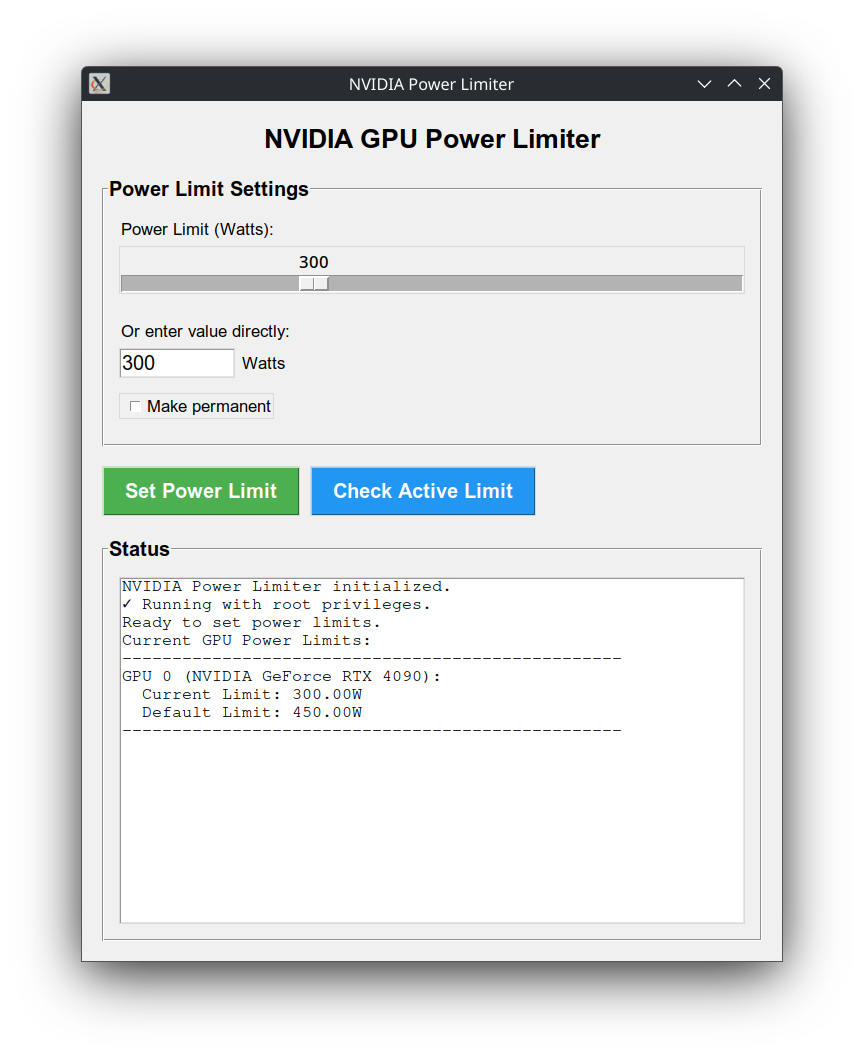 NVIDIA Power Limiter
NVIDIA GPU Power Limiter
Power Limit Settings
Power Limit (Watts):
300
Or enter value directly:
300 Watts
Make permanent
Set Power Limit Check Active Limit
Status
NVIDIA Power Limiter initialized.
✓ Running with root privileges.
Ready to set power limits.
Current GPU Power Limits:
--------------------------------------------------
GPU 0 (NVIDIA GeForce RTX 4090):
  Current Limit: 300.00W
  Default Limit: 450.00W
--------------------------------------------------